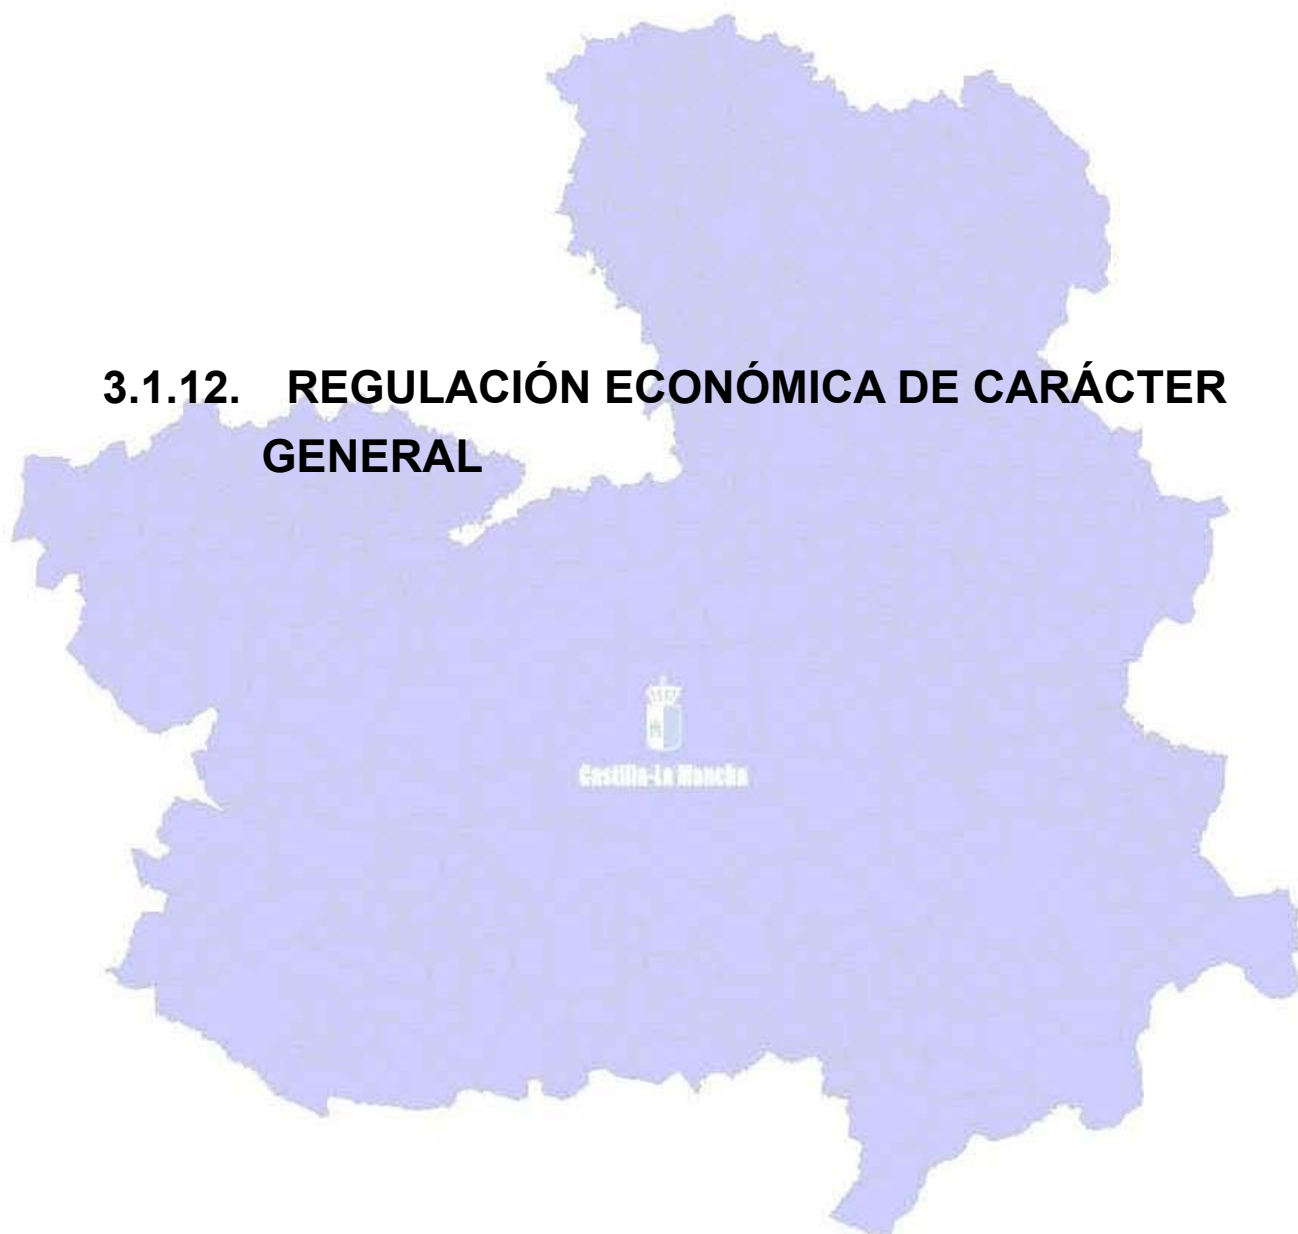 3.1.12. REGULACIÓN ECONÓMICA DE CARÁCTER
GENERAL
Castilla-La Mancha